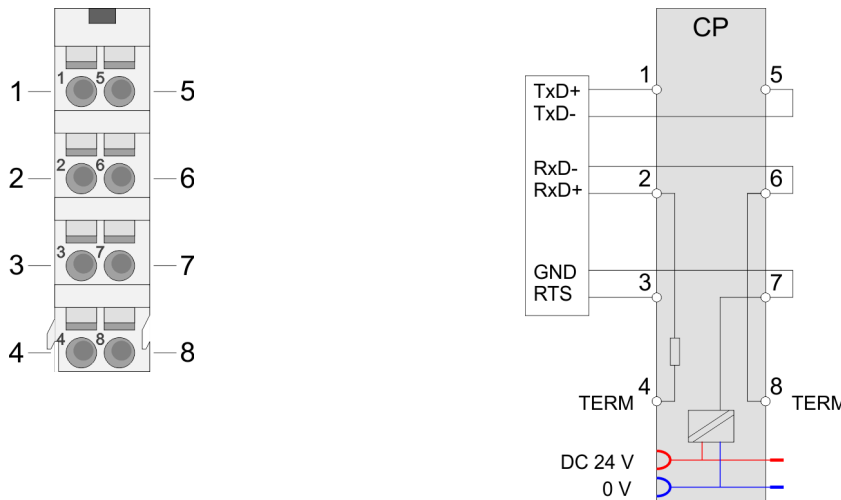 1 5
1 5
2 6
2 6
3 7
3 7
4 8
4 8
CP
1 5
TxD+
TxD-
RxD-
2 6
RxD+
GND
3 7
RTS
4 8
TERM TERM
DC 24 V
0 V